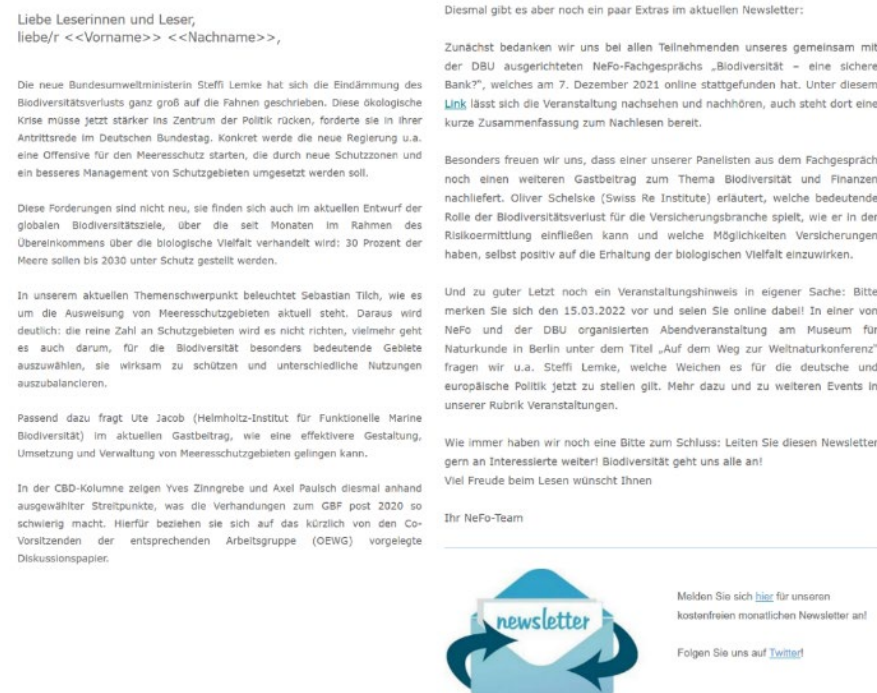 Liebe Leserinnen und Leser,
liebe/r <<Vorname>> <<Nachname>>,
Die neue Bundesumweltministerin Steffi Lemke hat sich die Eindämmung des
Biodiversitätsverlusts ganz groß auf die Fahnen geschrieben. Diese ökologische
Krise müsse jetzt stärker ins Zentrum der Politik rücken, forderte sie in ihrer
Antrittsrede im Deutschen Bundestag. Konkret werde die neue Regierung u.a.
eine Offensive für den Meeresschutz starten, die durch neue Schutzzonen und
ein besseres Management von Schutzgebieten umgesetzt werden soll.
Diese Forderungen sind nicht neu, sie finden sich auch im aktuellen Entwurf der
globalen Biodiversitätsziele, über die seit Monaten im Rahmen des
Übereinkommens über die biologische Vielfalt verhandelt wird: 30 Prozent der
Meere sollen bis 2030 unter Schutz gestellt werden.
In unserem aktuellen Themenschwerpunkt beleuchtet Sebastian Tilch, wie es
um die Ausweisung von Meeresschutzgebieten aktuell steht. Daraus wird
deutlich: die reine Zahl an Schutzgebieten wird es nicht richten, vielmehr geht
es auch darum, für die Biodiversität besonders bedeutende Gebiete
auszuwählen, sie wirksam zu schützen und unterschiedliche Nutzungen
auszubalancieren.
Passend dazu fragt Ute Jacob (Helmholtz-Institut für Funktionelle Marine
Biodiversität) im aktuellen Gastbeitrag, wie eine effektivere Gestaltung,
Umsetzung und Verwaltung von Meeresschutzgebieten gelingen kann.
In der CBD-Kolumne zeigen Yves Zinngrebe und Axel Paulsch diesmal anhand
ausgewählter Streitpunkte, was die Verhandungen zum GBF post 2020 so
schwierig macht. Hierfür beziehen sie sich auf das kürzlich von den Co-
Vorsitzenden der entsprechenden Arbeitsgruppe (OEWG) vorgelegte
Diskussionspapier.
Diesmal gibt es aber noch ein paar Extras im aktuellen Newsletter:
Zunächst bedanken wir uns bei allen Teilnehmenden unseres gemeinsam mit
der DBU ausgerichteten NeFo-Fachgesprächs „Biodiversität – eine sichere
Bank?", welches am 7. Dezember 2021 online stattgefunden hat. Unter diesem
Link lässt sich die Veranstaltung nachsehen und nachhören, auch steht dort eine
kurze Zusammenfassung zum Nachlesen bereit.
Besonders freuen wir uns, dass einer unserer Panelisten aus dem Fachgespräch
noch einen weiteren Gastbeitrag zum Thema Biodiversität und Finanzen
nachliefert. Oliver Schelske (Swiss Re Institute) erläutert, welche bedeutende
Rolle der Biodiversitätsverlust für die Versicherungsbranche spielt, wie er in der
Risikoermittlung einfließen kann und welche Möglichkeiten Versicherungen
haben, selbst positiv auf die Erhaltung der biologischen Vielfalt einzuwirken.
Und zu guter Letzt noch ein Veranstaltungshinweis in eigener Sache: Bitte
merken Sie sich den 15.03.2022 vor und seien Sie online dabei! In einer von
NeFo und der DBU organisierten Abendveranstaltung am Museum für
Naturkunde in Berlin unter dem Titel „Auf dem Weg zur Weltnaturkonferenz"
fragen wir u.a. Steffi Lemke, welche Weichen es für die deutsche und
europäische Politik jetzt zu stellen gilt. Mehr dazu und zu weiteren Events in
unserer Rubrik Veranstaltungen.
Wie immer haben wir noch eine Bitte zum Schluss: Leiten Sie diesen Newsletter
gern an Interessierte weiter! Biodiversität geht uns alle an!
Viel Freude beim Lesen wünscht Ihnen
Ihr NeFo-Team
newsletter
Melden Sie sich hier für unseren
kostenfreien monatlichen Newsletter an!
Folgen Sie uns auf Twitter!